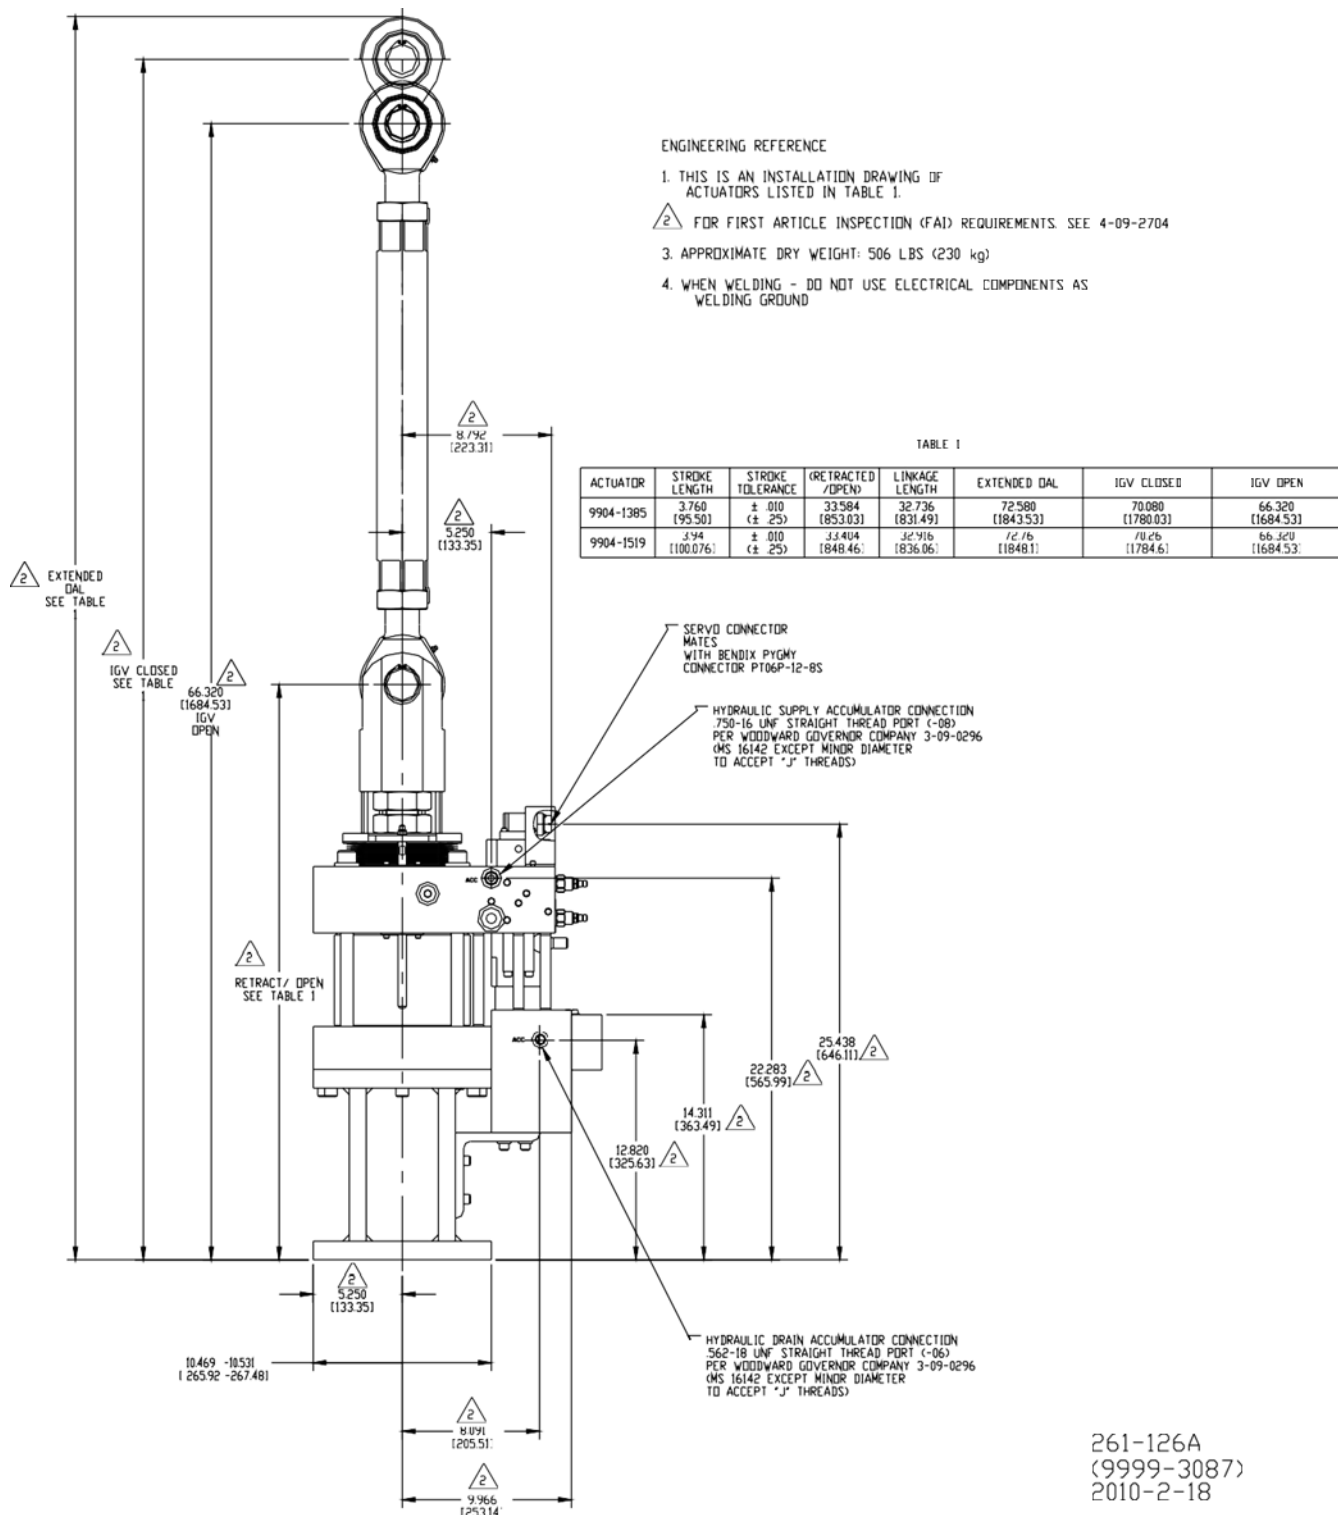 ENGINEERING REFERENCE
1. THIS IS AN INSTALLATION DRAWING OF
ACTUATORS LISTED IN TABLE 1.
2 FOR FIRST ARTICLE INSPECTION (FAI) REQUIREMENTS. SEE 4-09-2704
3. APPROXIMATE DRY WEIGHT: 506 LBS (230 kg)
4. WHEN WELDING - DO NOT USE ELECTRICAL COMPONENTS AS
WELDING GROUND
2
8.792
[223.31]
TABLE 1
ACTUATOR STROKE LENGTH STROKE TOLERANCE (RETRACTED /OPEN) LINKAGE LENGTH EXTENDED OAL IGV CLOSED IGV OPEN
9904-1385 3.760 [95.50] ± .010 (± .25) 33.584 [853.03] 32.736 [831.49] 72.580 [1843.53] 70.080 [1780.03] 66.320 [1684.53]
9904-1519 3.94 [100.076] ± .010 (± .25) 33.404 [848.46] 32.916 [836.06] 72.76 [1848.1] 70.26 [1784.6] 66.320 [1684.53]
2
5.250
[133.35]
2 EXTENDED
OAL
SEE TABLE
2
IGV CLOSED
SEE TABLE
2
66.320
[1684.53]
IGV
OPEN
SERVO CONNECTOR
MATES
WITH BENDIX PYGMY
CONNECTOR PT06P-12-8S
HYDRAULIC SUPPLY ACCUMULATOR CONNECTION
.750-16 UNF STRAIGHT THREAD PORT (-08)
PER WOODWARD GOVERNOR COMPANY 3-09-0296
(MS 16142 EXCEPT MINOR DIAMETER
TO ACCEPT "J" THREADS)
ACC
2
RETRACT/ OPEN
SEE TABLE 1
ACC
25.438
[646.11] 2
22.283
[565.99] 2
14.311
[363.49] 2
12.820
[325.63] 2
2
5.250
[133.35]
10.469 -10.531
[ 265.92 -267.48]
HYDRAULIC DRAIN ACCUMULATOR CONNECTION
.562-18 UNF STRAIGHT THREAD PORT (-06)
PER WOODWARD GOVERNOR COMPANY 3-09-0296
(MS 16142 EXCEPT MINOR DIAMETER
TO ACCEPT "J" THREADS)
2
8.091
[205.51]
2
9.966
[253.14]
261-126A
(9999-3087)
2010-2-18